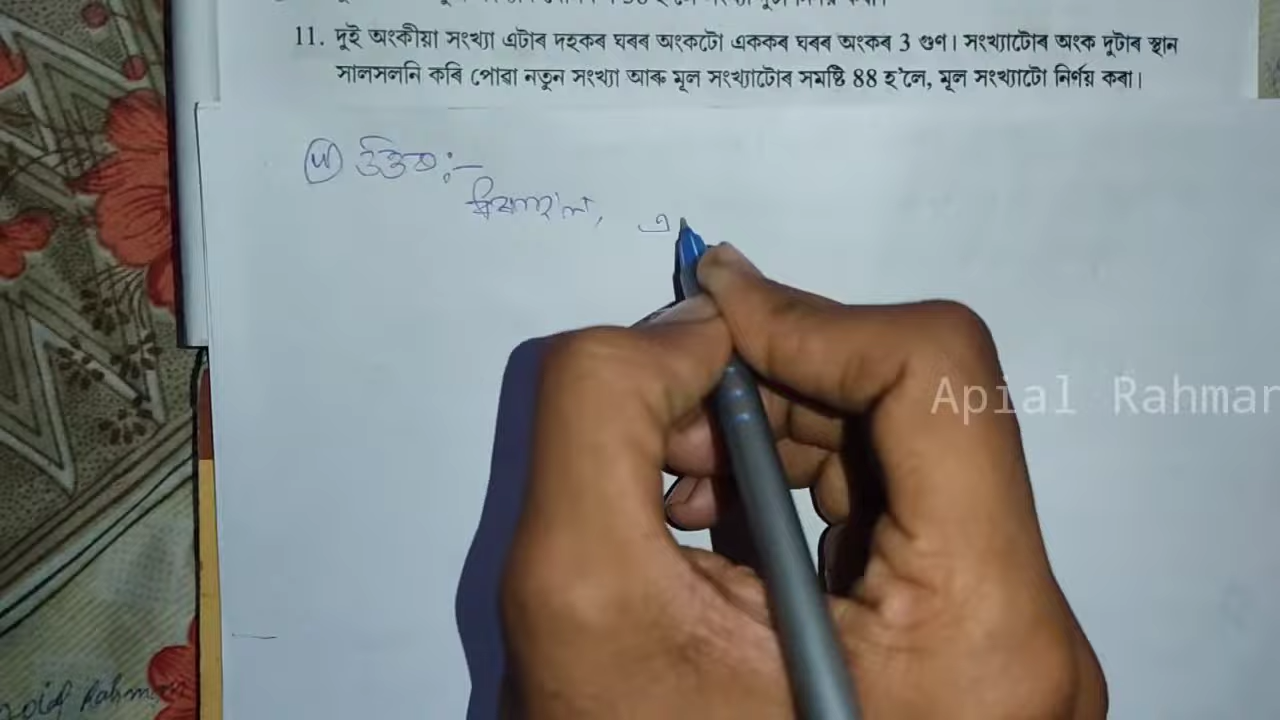 11. দুই অংকীয়া সংখ্যা এটাৰ দহকৰ ঘৰৰ অংকটো এককৰ ঘৰৰ অংকৰ 3 গুণ। সংখ্যাটোৰ অংক দুটাৰ স্থান
সালসলনি কৰি পোৱা নতুন সংখ্যা আৰু মূল সংখ্যাটোৰ সমষ্টি 88 হ'লে, মূল সংখ্যাটো নিৰ্ণয় কৰা।
উত্তৰ :-
এ
Apial Rahman
Rahman